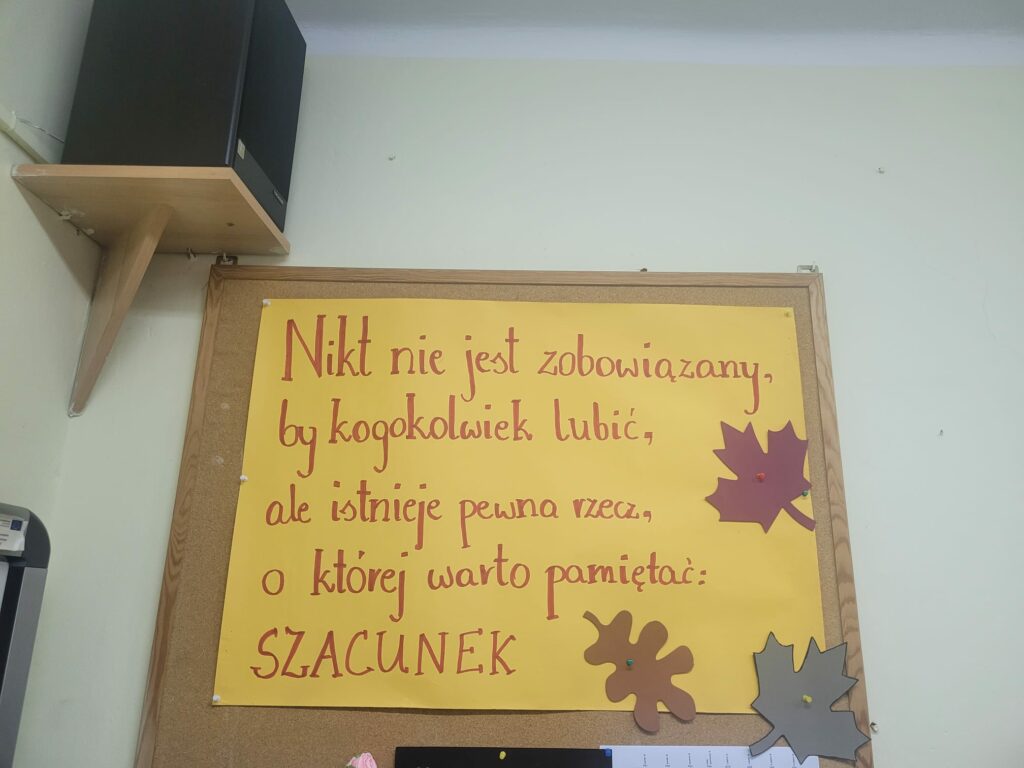 Nikt nie jest zobowiązany,
by kogokolwiek lubić,
ale istnieje pewna rzecz,
o której warto pamiętać:
SZACUNEK